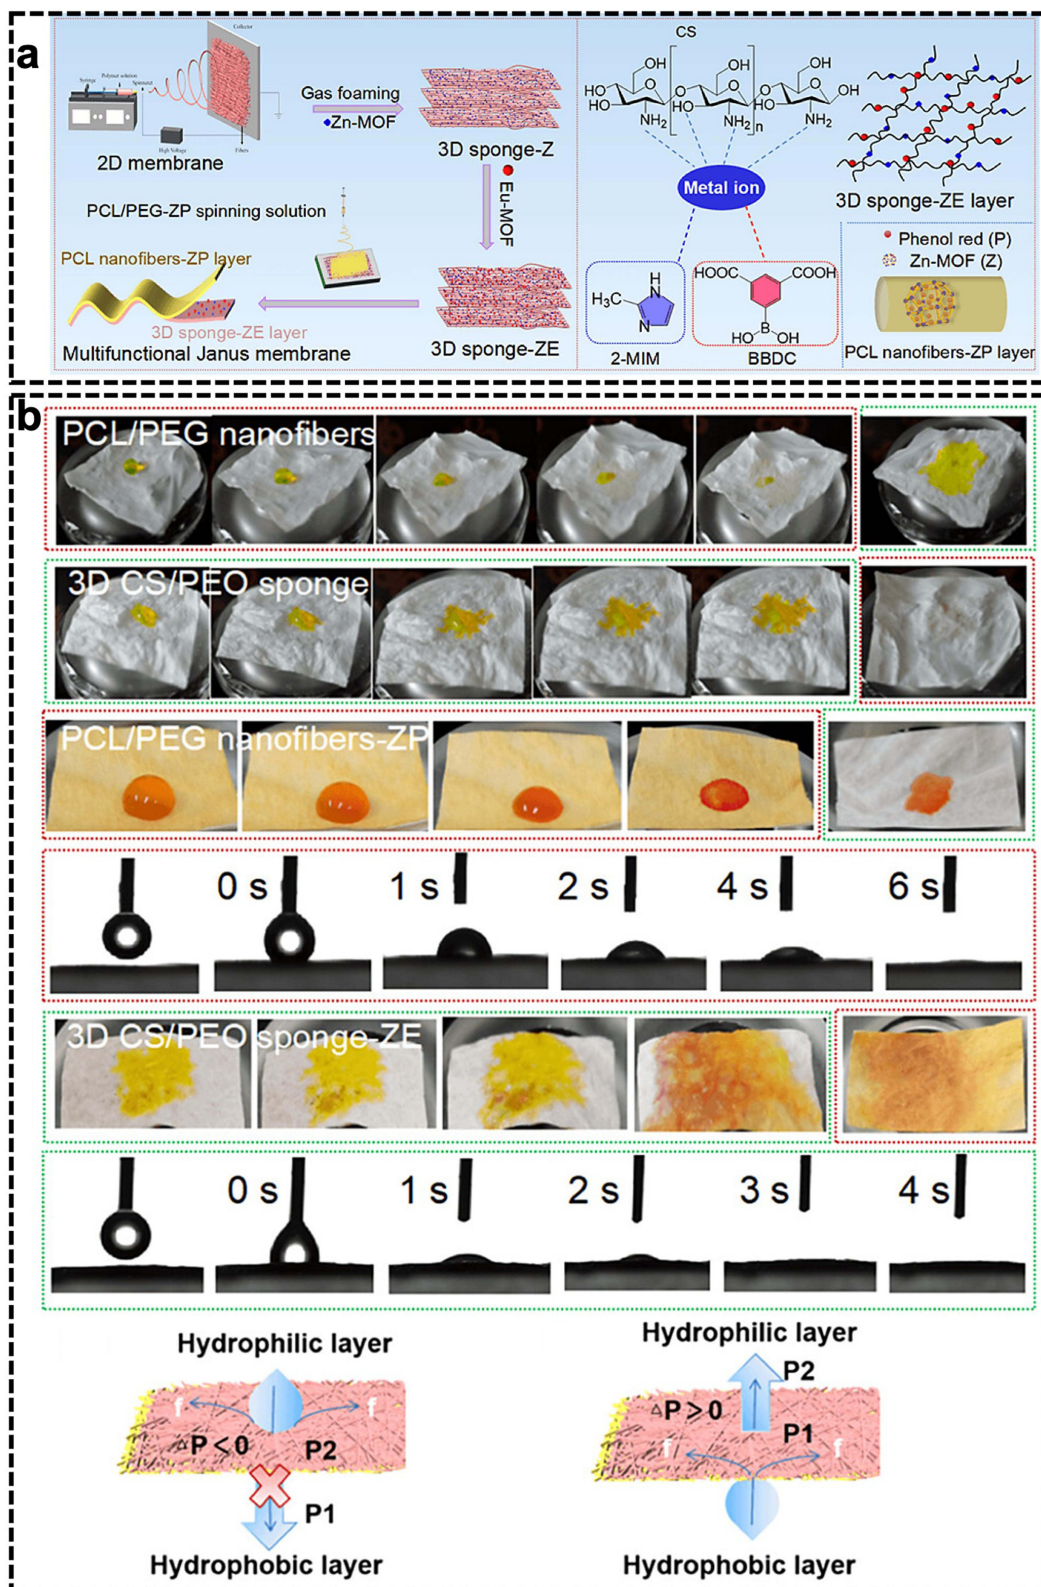 a
Collector
Syringe
Polymer solution
Spinneret
High Voltage
Fibers
2D membrane
Gas foaming
Zn-MOF
3D sponge-Z
Eu-MOF
PCL/PEG-ZP spinning solution
PCL nanofibers-ZP layer
3D sponge-ZE layer
Multifunctional Janus membrane
3D sponge-ZE
CS
OH
OH
OH
HO
HO
NH2
O
HO
NH2
n
O
HO
NH2
OH
Metal ion
3D sponge-ZE layer
H
N
H3C
N
2-MIM
HOOC
COOH
B
HO
OH
BBDC
Phenol red (P)
Zn-MOF (Z)
PCL nanofibers-ZP layer
b
PCL/PEG nanofibers
3D CS/PEO sponge
PCL/PEG nanofibers-ZP
0 s
1 s
2 s
4 s
6 s
3D CS/PEO sponge-ZE
0 s
1 s
2 s
3 s
4 s
Hydrophilic layer
f
f
△P < 0
P2
P1
Hydrophobic layer
Hydrophilic layer
P2
△P > 0
P1
f
f
Hydrophobic layer